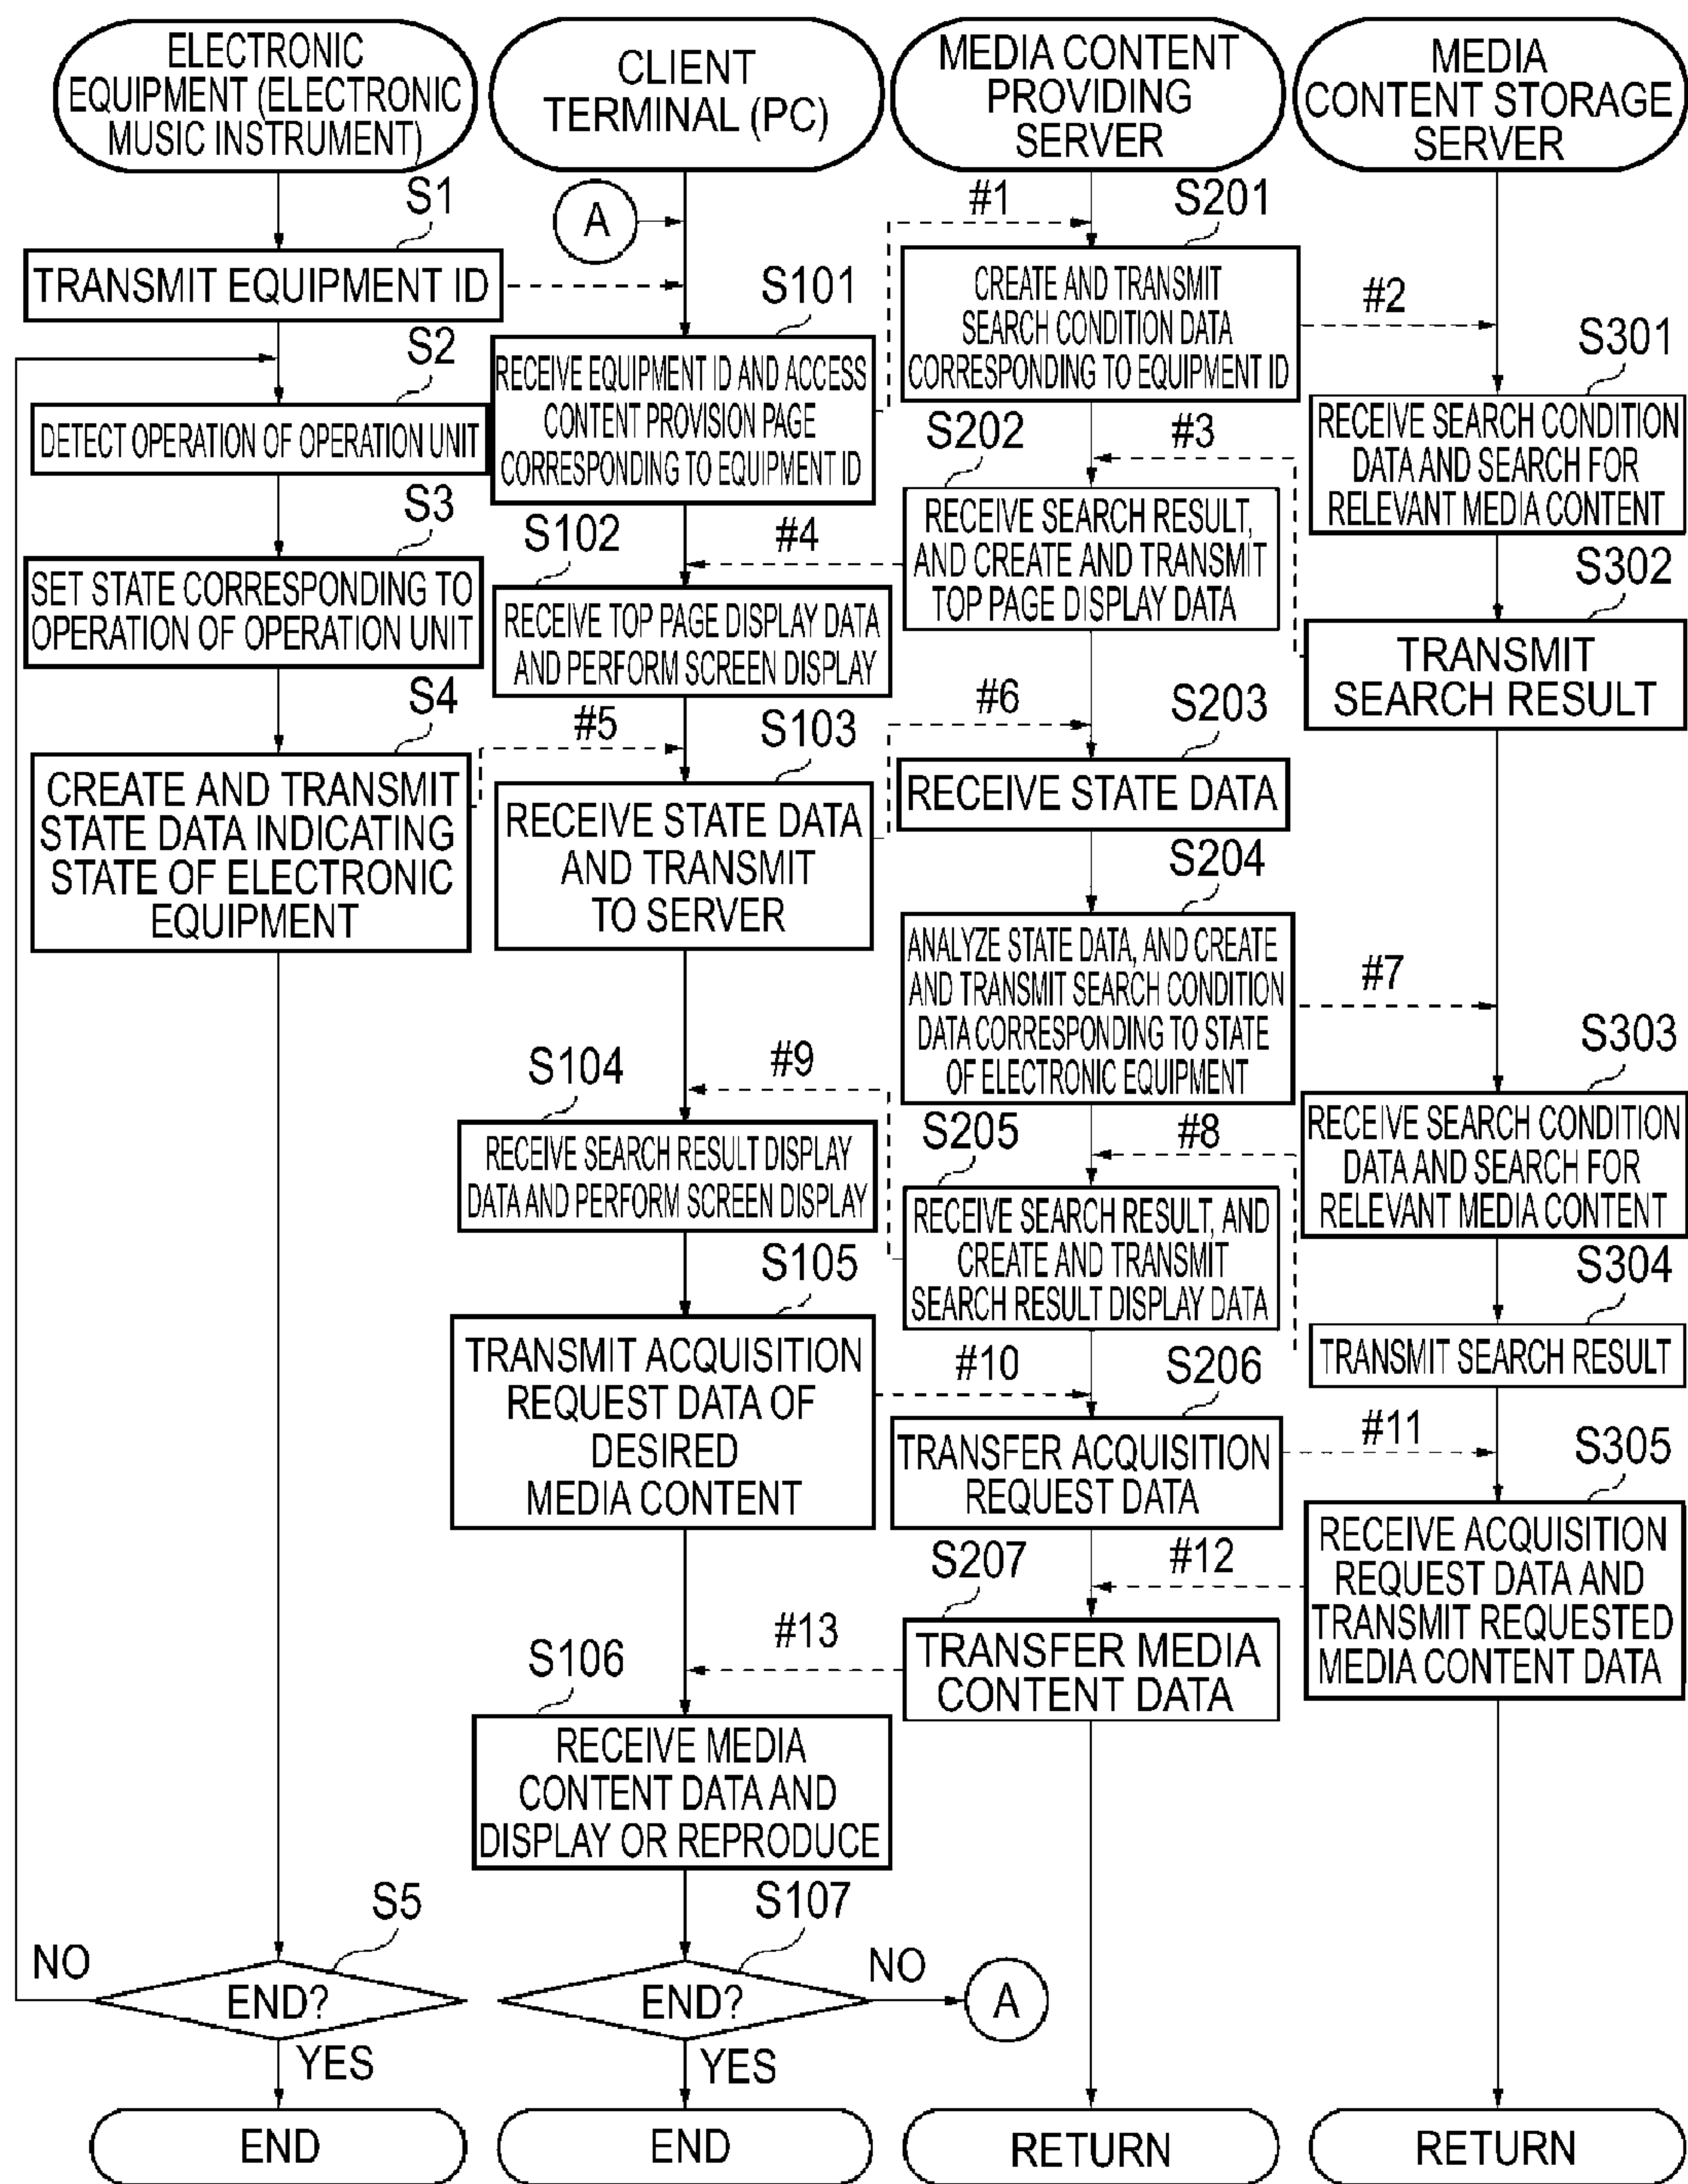 ELECTRONIC
EQUIPMENT (ELECTRONIC
MUSIC INSTRUMENT)
S1
TRANSMIT EQUIPMENT ID
S2
DETECT OPERATION OF OPERATION UNIT
S3
SET STATE CORRESPONDING TO
OPERATION OF OPERATION UNIT
S4
CREATE AND TRANSMIT
STATE DATA INDICATING
STATE OF ELECTRONIC
EQUIPMENT
S5
NO
END?
YES
END
CLIENT
TERMINAL (PC)
A
S101
RECEIVE EQUIPMENT ID AND ACCESS
CONTENT PROVISION PAGE
CORRESPONDING TO EQUIPMENT ID
S102
#4
RECEIVE TOP PAGE DISPLAY DATA
AND PERFORM SCREEN DISPLAY
#5
S103
RECEIVE STATE DATA
AND TRANSMIT
TO SERVER
#9
S104
RECEIVE SEARCH RESULT DISPLAY
DATA AND PERFORM SCREEN DISPLAY
S105
TRANSMIT ACQUISITION
REQUEST DATA OF
DESIRED
MEDIA CONTENT
#13
S106
RECEIVE MEDIA
CONTENT DATA AND
DISPLAY OR REPRODUCE
S107
END?
NO
A
YES
END
MEDIA CONTENT
PROVIDING
SERVER
#1
S201
CREATE AND TRANSMIT
SEARCH CONDITION DATA
CORRESPONDING TO EQUIPMENT ID
S202
#3
RECEIVE SEARCH RESULT,
AND CREATE AND TRANSMIT
TOP PAGE DISPLAY DATA
#6
S203
RECEIVE STATE DATA
S204
ANALYZE STATE DATA, AND CREATE
AND TRANSMIT SEARCH CONDITION
DATA CORRESPONDING TO STATE
OF ELECTRONIC EQUIPMENT
S205
#8
RECEIVE SEARCH RESULT, AND
CREATE AND TRANSMIT
SEARCH RESULT DISPLAY DATA
#10
S206
TRANSFER ACQUISITION
REQUEST DATA
S207
#12
TRANSFER MEDIA
CONTENT DATA
RETURN
MEDIA
CONTENT STORAGE
SERVER
#2
S301
RECEIVE SEARCH CONDITION
DATA AND SEARCH FOR
RELEVANT MEDIA CONTENT
S302
TRANSMIT
SEARCH RESULT
#7
S303
RECEIVE SEARCH CONDITION
DATA AND SEARCH FOR
RELEVANT MEDIA CONTENT
S304
TRANSMIT SEARCH RESULT
#11
S305
RECEIVE ACQUISITION
REQUEST DATA AND
TRANSMIT REQUESTED
MEDIA CONTENT DATA
RETURN